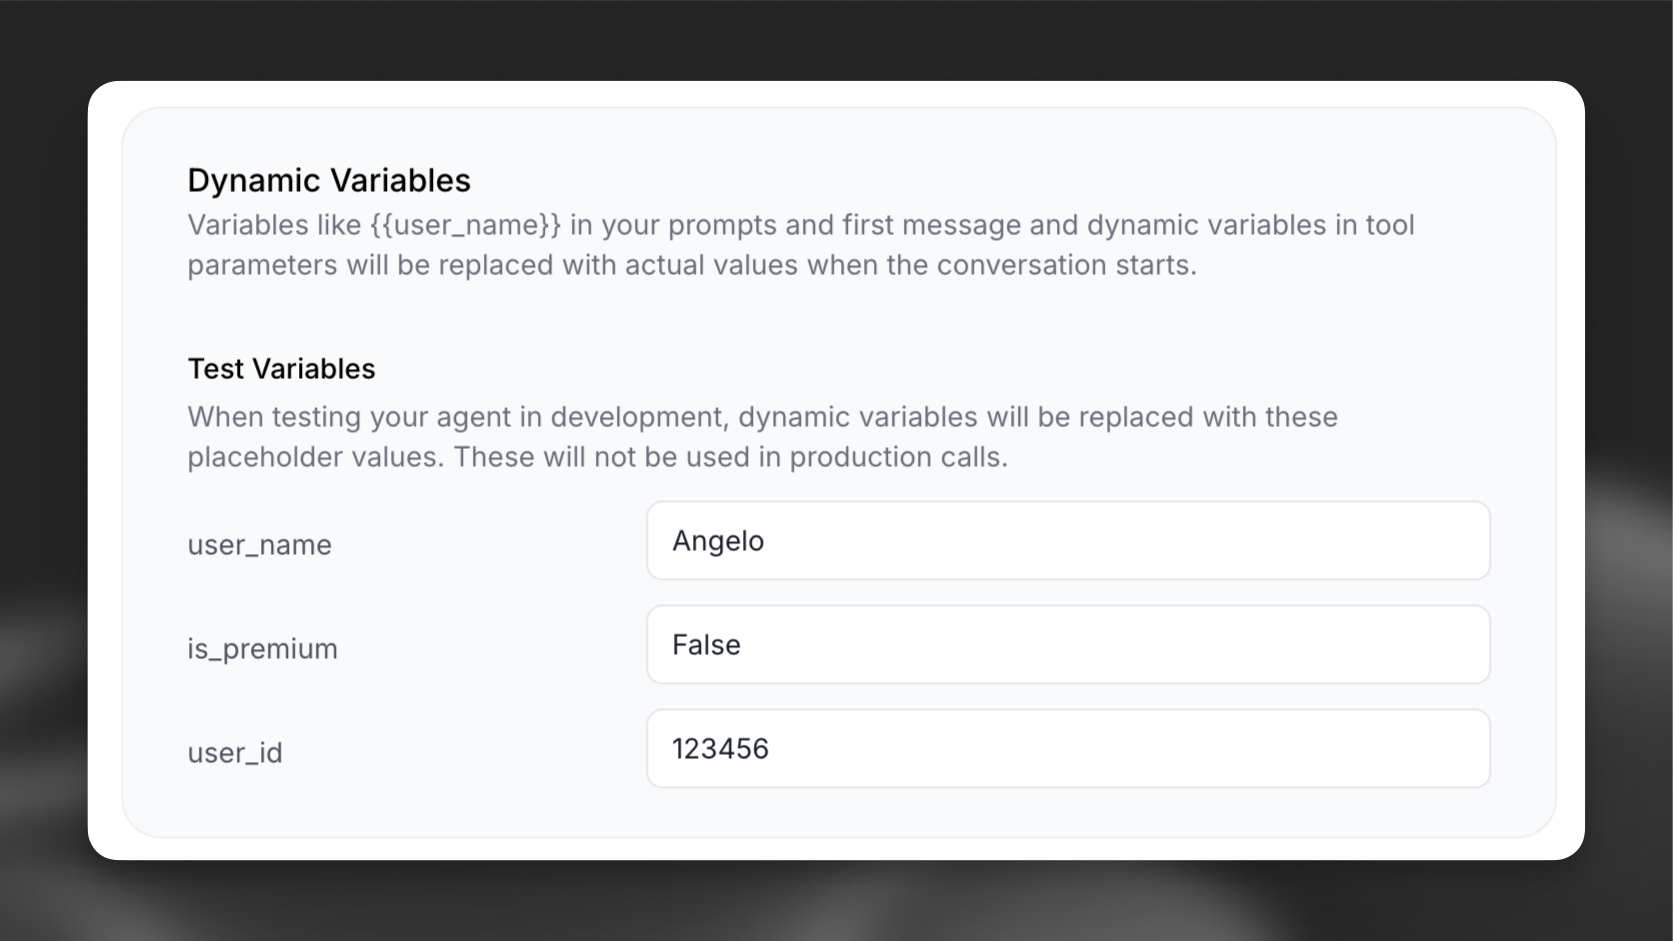 Dynamic Variables
Variables like {{user_name}} in your prompts and first message and dynamic variables in tool
parameters will be replaced with actual values when the conversation starts.
Test Variables
When testing your agent in development, dynamic variables will be replaced with these
placeholder values. These will not be used in production calls.
user_name Angelo
is_premium False
user_id 123456